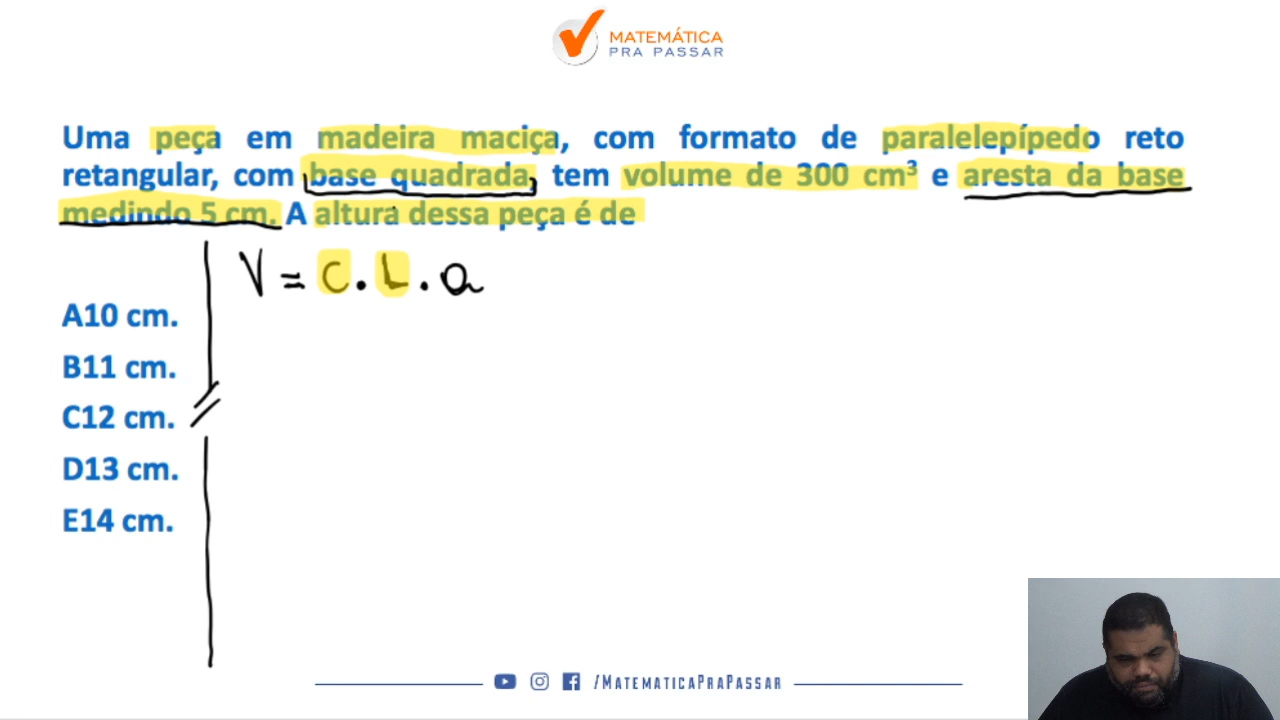 MATEMÁTICA
PRA PASSAR
Uma peça em madeira maciça, com formato de paralelepípedo reto
retangular, com base quadrada, tem volume de 300 cm³ e aresta da base
medindo 5 cm. A altura dessa peça é de
V = C . L . a
A10 cm.
B11 cm.
C12 cm.
D13 cm.
E14 cm.
/MATEMATICAPRAPASSAR